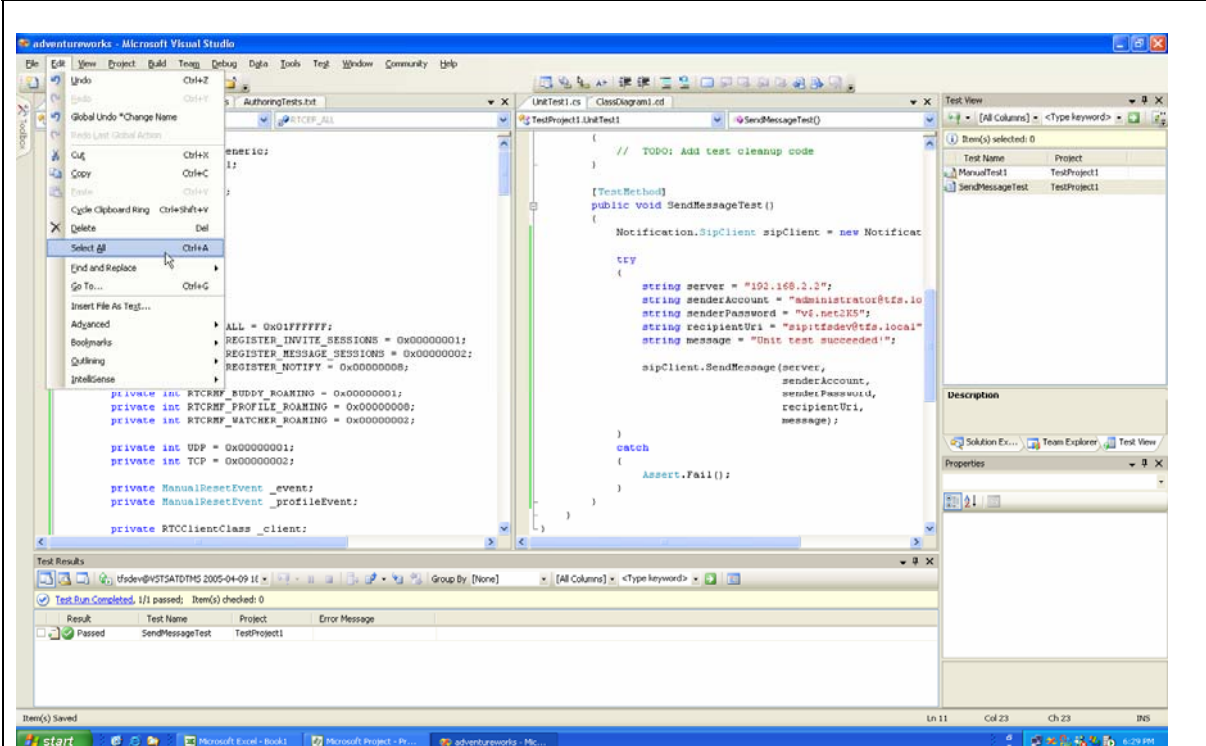 adventureworks - Microsoft Visual Studio
File Edit View Project Build Team Debug Data Tools Test Window Community Help
Undo Ctrl+Z
Redo Ctrl+Y
Global Undo "Change Name
Redo Last Global Action
Cut Ctrl+X
Copy Ctrl+C
Paste Ctrl+V
Cycle Clipboard Ring Ctrl+Shift+V
Delete Del
Select All Ctrl+A
Find and Replace
Go To... Ctrl+G
Insert File As Text...
Advanced
Bookmarks
Outlining
IntelliSense
Toolbox
AuthoringTests.txt
RTCEF_ALL
eneric;
l;
;
ALL = 0x01FFFFFF;
REGISTER_INVITE_SESSIONS = 0x00000001;
REGISTER_MESSAGE_SESSIONS = 0x00000002;
REGISTER_NOTIFY = 0x00000008;
private int RTCRMF_BUDDY_ROAMING = 0x00000001;
private int RTCRMF_PROFILE_ROAMING = 0x00000008;
private int RTCRMF_WATCHER_ROAMING = 0x00000002;
private int UDP = 0x00000001;
private int TCP = 0x00000002;
private ManualResetEvent _event;
private ManualResetEvent _profileEvent;
private RTCClientClass _client;
UnitTest1.cs ClassDiagram1.cd
TestProject1.UnitTest1 SendMessageTest()
{
// TODO: Add test cleanup code
}
[TestMethod]
public void SendMessageTest()
{
Notification.SipClient sipClient = new Notificat
try
{
string server = "192.168.2.2";
string senderAccount = "administrator@tfs.lo
string senderPassword = "v$.net2K5";
string recipientUri = "sip:tfsdev@tfs.local"
string message = "Unit test succeeded!";
sipClient.SendMessage(server,
senderAccount,
senderPassword,
recipientUri,
message);
}
catch
{
Assert.Fail();
}
}
}
}
Test View
[All Columns] <Type keyword>
Item(s) selected: 0
Test Name Project
ManualTest1 TestProject1
SendMessageTest TestProject1
Description
Solution Ex... Team Explorer Test View
Properties
Test Results
tfsdev@VSTSATDTMS 2005-04-09 18 Group By [None] [All Columns] <Type keyword>
Test Run Completed, 1/1 passed; Item(s) checked: 0
Result Test Name Project Error Message
Passed SendMessageTest TestProject1
Item(s) Saved Ln 11 Col 23 Ch 23 INS
start Microsoft Excel - Book1 Microsoft Project - Pr... adventureworks - Mic... 6:29 PM